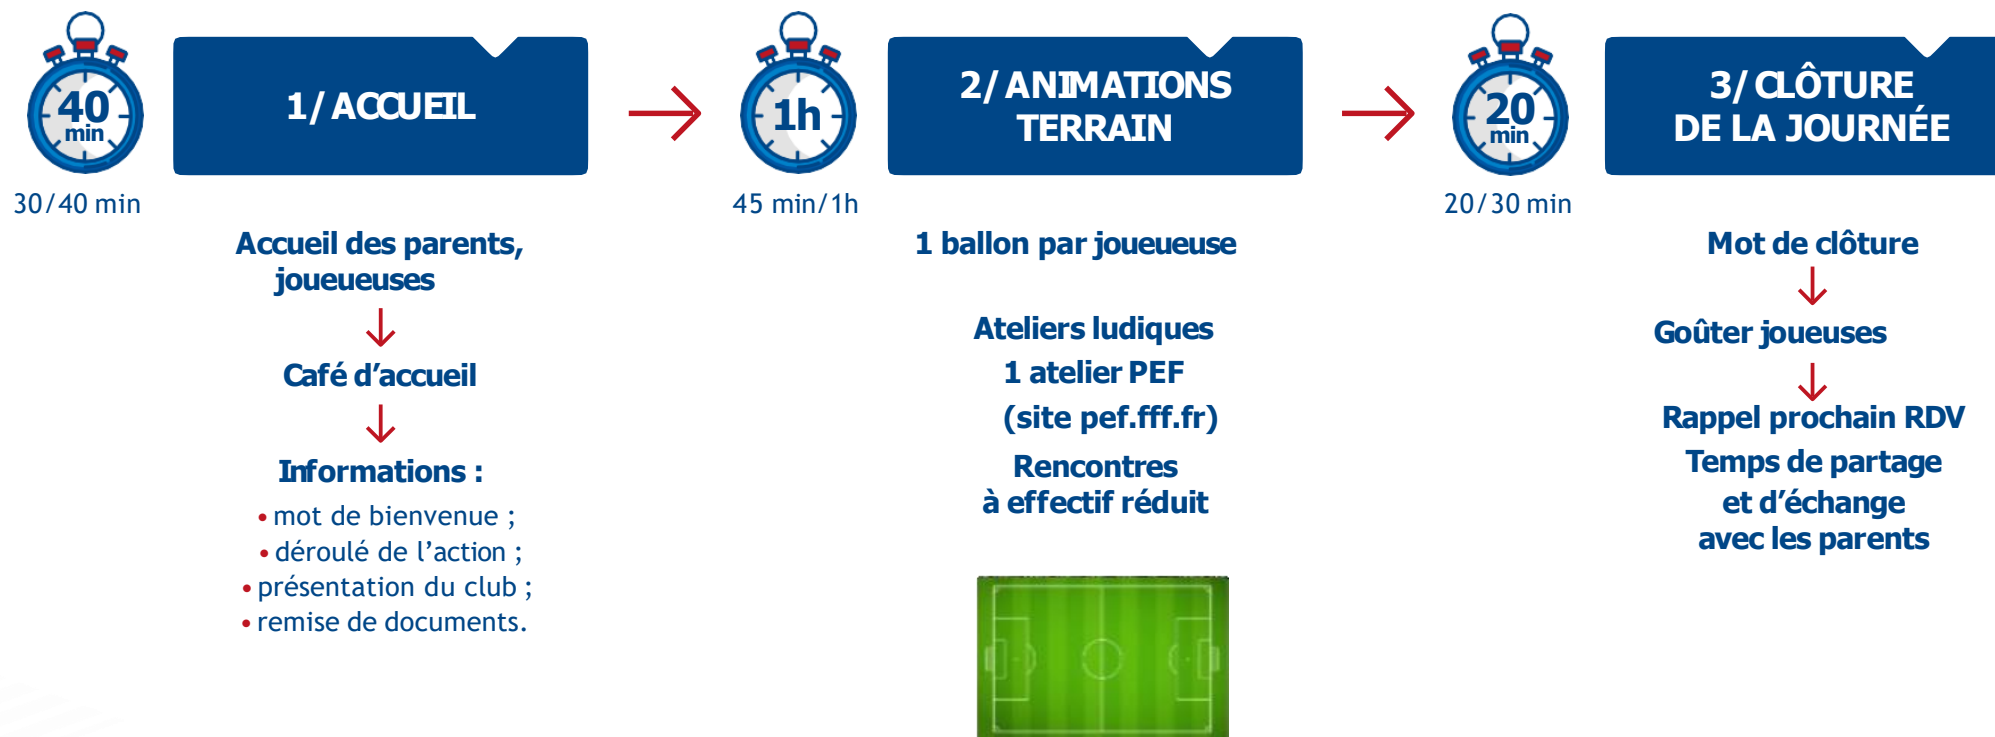 40
min
30/40 min
1/ ACCUEIL
Accueil des parents,
joueueuses
Café d’accueil
Informations :
• mot de bienvenue ;
• déroulé de l’action ;
• présentation du club ;
• remise de documents.
1h
45 min/1h
2/ ANIMATIONS
TERRAIN
1 ballon par joueueuse
Ateliers ludiques
1 atelier PEF
(site pef.fff.fr)
Rencontres
à effectif réduit
20
min
20/30 min
3/ CLÔTURE
DE LA JOURNÉE
Mot de clôture
Goûter joueuses
Rappel prochain RDV
Temps de partage
et d’échange
avec les parents